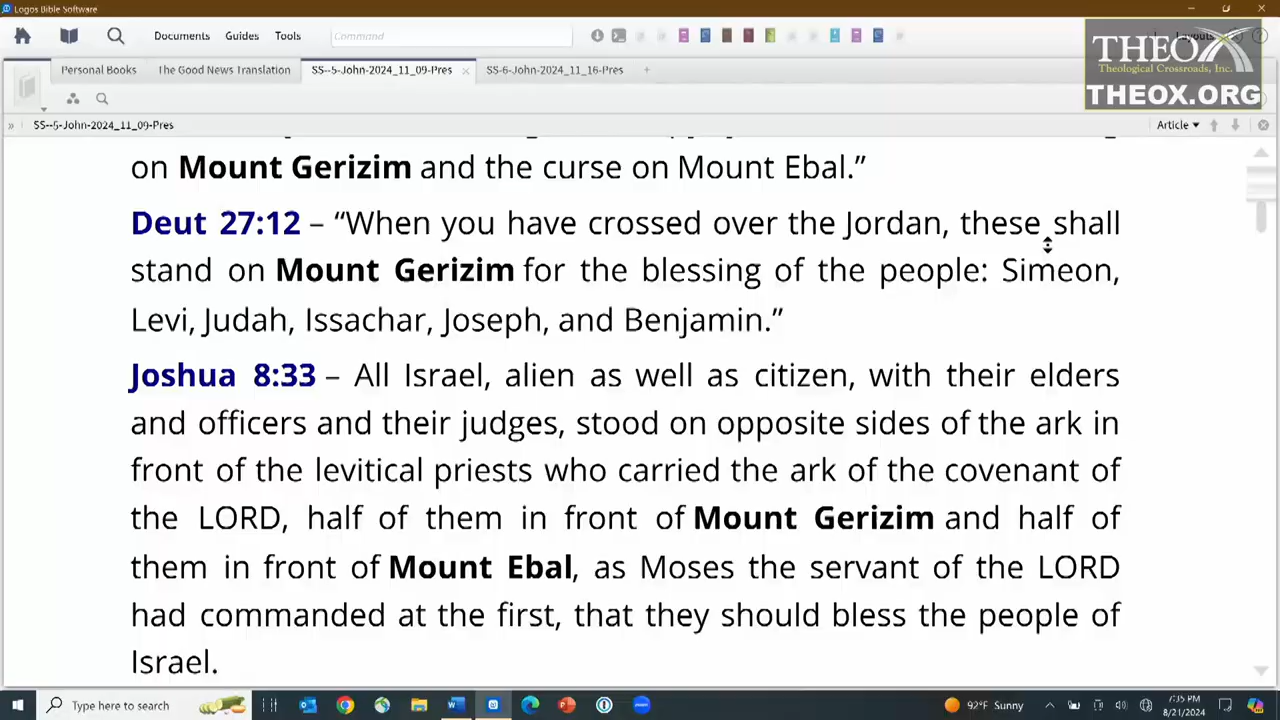 Logos Bible Software
Documents Guides Tools Command
THEOX
Theological Crossroads, Inc.
THEOX.ORG
Personal Books The Good News Translation SS--5-John-2024_11_09-Pres SS-6-John-2024_11_16-Pres
SS--5-John-2024_11_09-Pres Article
on Mount Gerizim and the curse on Mount Ebal.”
Deut 27:12 – “When you have crossed over the Jordan, these shall
stand on Mount Gerizim for the blessing of the people: Simeon,
Levi, Judah, Issachar, Joseph, and Benjamin.”
Joshua 8:33 – All Israel, alien as well as citizen, with their elders
and officers and their judges, stood on opposite sides of the ark in
front of the levitical priests who carried the ark of the covenant of
the LORD, half of them in front of Mount Gerizim and half of
them in front of Mount Ebal, as Moses the servant of the LORD
had commanded at the first, that they should bless the people of
Israel.
Type here to search 92°F Sunny 7:35 PM
8/21/2024